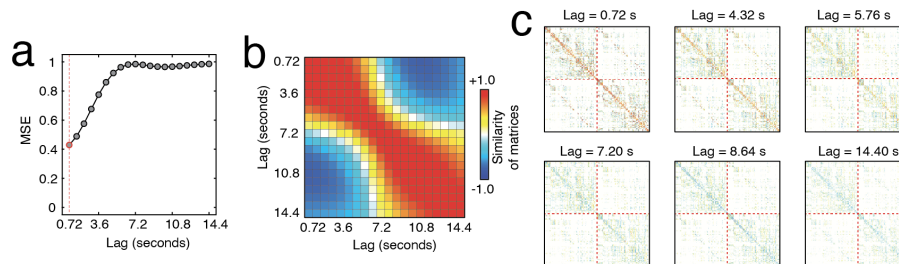 a
MSE
1
0.8
0.6
0.4
0.2
0
0.72 3.6 7.2 10.8 14.4
Lag (seconds)
b
Lag (seconds)
0.72
3.6
7.2
10.8
14.4
0.72 3.6 7.2 10.8 14.4
Lag (seconds)
+1.0
Similarity
of matrices
-1.0
c
Lag = 0.72 s
Lag = 4.32 s
Lag = 5.76 s
Lag = 7.20 s
Lag = 8.64 s
Lag = 14.40 s